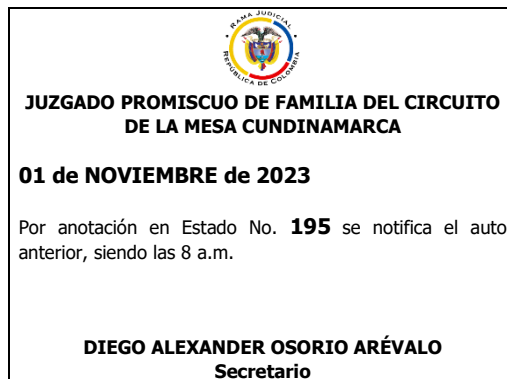 RAMA JUDICIAL
REPÚBLICA DE COLOMBIA
JUZGADO PROMISCUO DE FAMILIA DEL CIRCUITO
DE LA MESA CUNDINAMARCA
01 de NOVIEMBRE de 2023
Por anotación en Estado No. 195 se notifica el auto
anterior, siendo las 8 a.m.
DIEGO ALEXANDER OSORIO ARÉVALO
Secretario